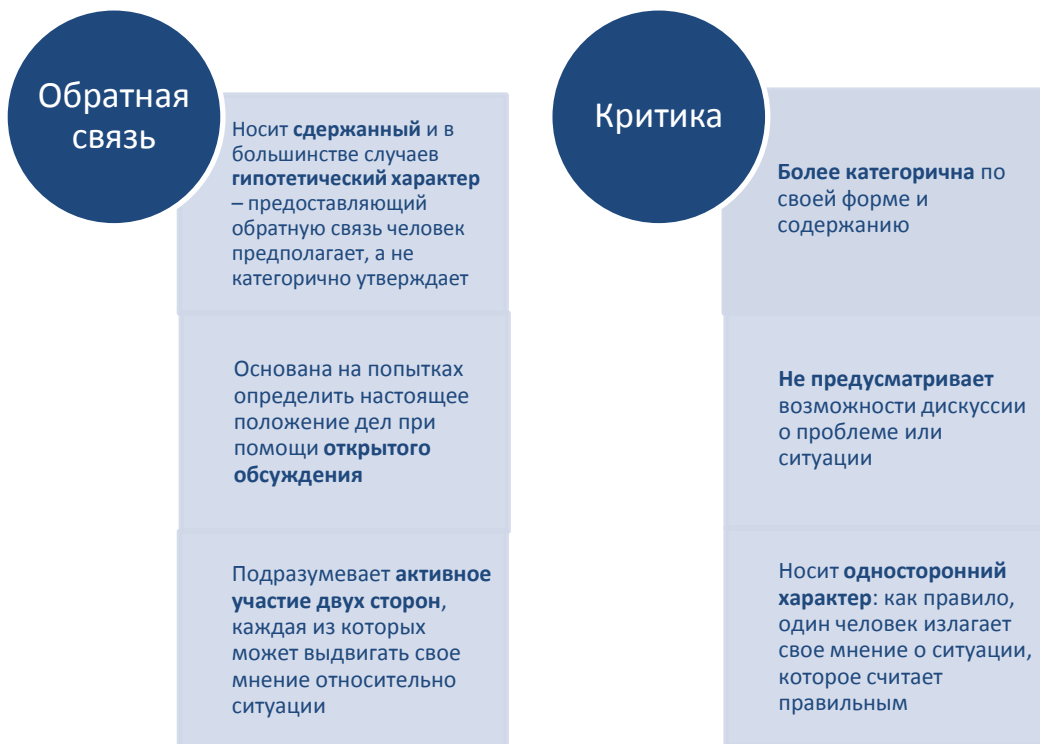 Обратная
связь
Носит сдержанный и в
большинстве случаев
гипотетический характер
– предоставляющий
обратную связь человек
предполагает, а не
категорично утверждает
Основана на попытках
определить настоящее
положение дел при
помощи открытого
обсуждения
Подразумевает активное
участие двух сторон,
каждая из которых
может выдвигать свое
мнение относительно
ситуации
Критика
Более категорична по
своей форме и
содержанию
Не предусматривает
возможности дискуссии
о проблеме или
ситуации
Носит односторонний
характер: как правило,
один человек излагает
свое мнение о ситуации,
которое считает
правильным